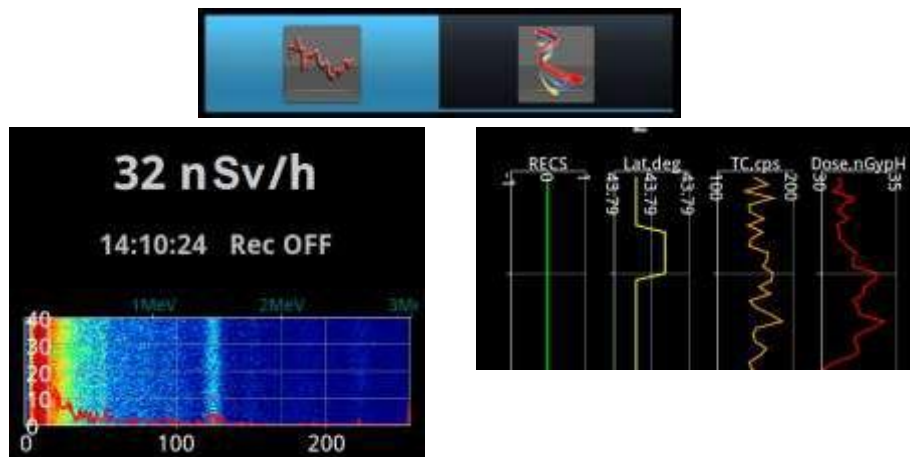 32 nSv/h
14:10:24 Rec OFF
1MeV 2MeV 3Me
40
30
20
10
0
0 100 200
RECS Lat.deg TC.cps Dose.nGypH
-1 0 1 43.79 43.79 43.79 100 200 30 35